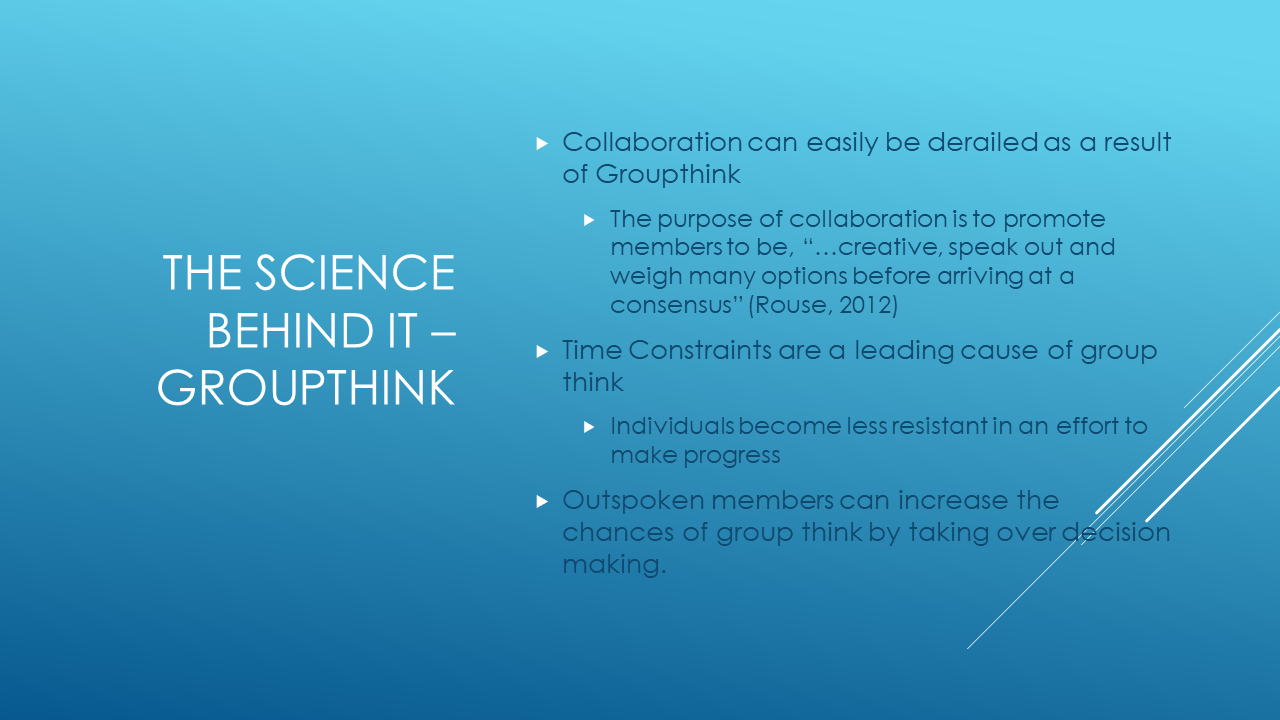 THE SCIENCE
BEHIND IT –
GROUPTHINK
Collaboration can easily be derailed as a result
of Groupthink
The purpose of collaboration is to promote
members to be, “…creative, speak out and
weigh many options before arriving at a
consensus” (Rouse, 2012)
Time Constraints are a leading cause of group
think
Individuals become less resistant in an effort to
make progress
Outspoken members can increase the
chances of group think by taking over decision
making.